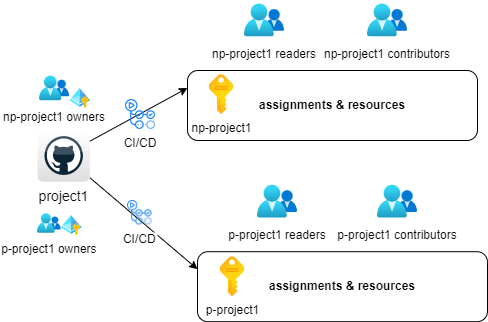 np-project1 readers
np-project1 contributors
np-project1 owners
assignments & resources
np-project1
CI/CD
project1
CI/CD
p-project1 owners
p-project1 readers
p-project1 contributors
assignments & resources
p-project1